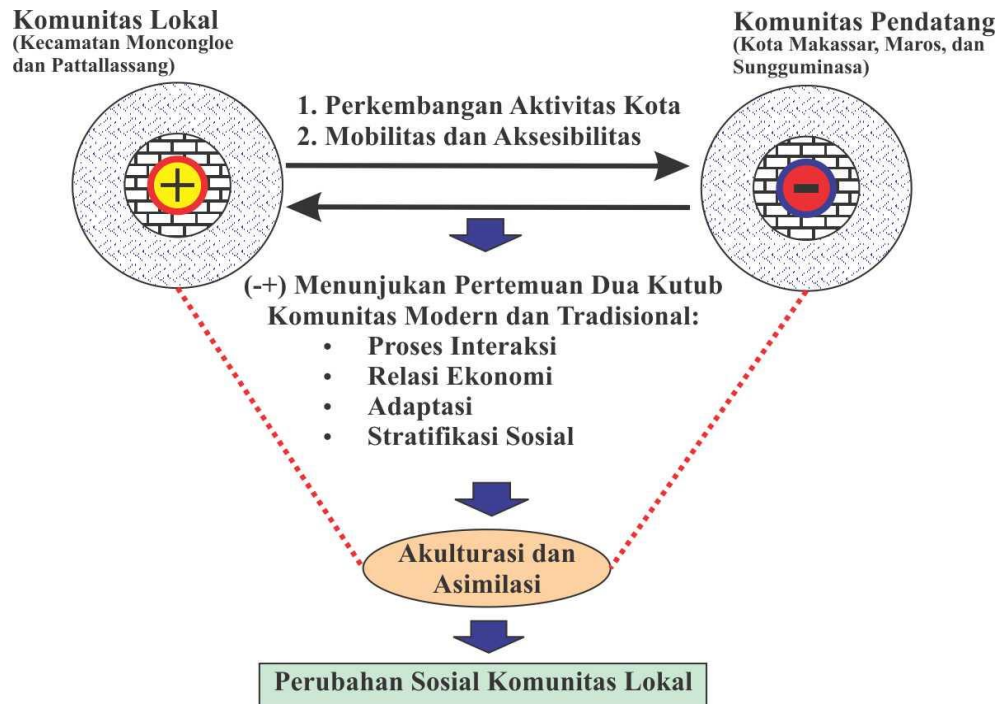 Komunitas Lokal
(Kecamatan Moncongloe
dan Pattallassang)
Komunitas Pendatang
(Kota Makassar, Maros, dan
Sungguminasa)
1. Perkembangan Aktivitas Kota
2. Mobilitas dan Aksesibilitas
+
-
(-+) Menunjukan Pertemuan Dua Kutub
Komunitas Modern dan Tradisional:
• Proses Interaksi
• Relasi Ekonomi
• Adaptasi
• Stratifikasi Sosial
Akulturasi dan
Asimilasi
Perubahan Sosial Komunitas Lokal